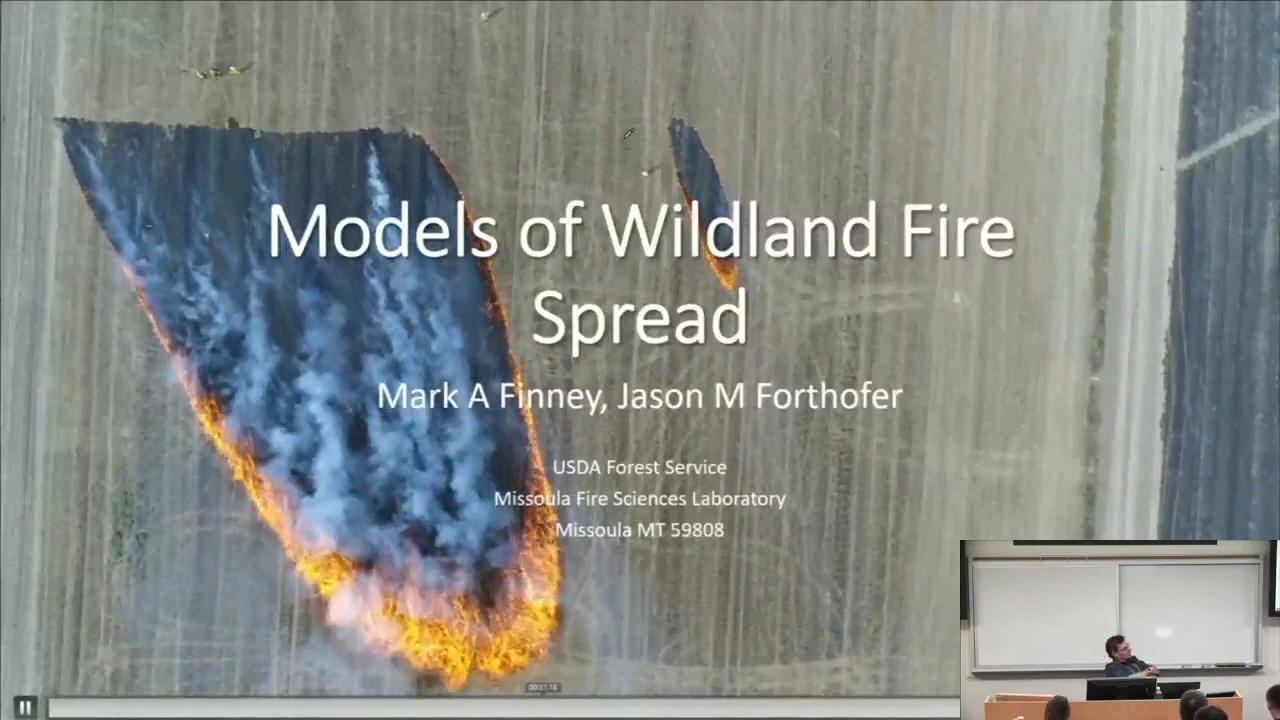 Models of Wildland Fire
Spread
Mark A Finney, Jason M Forthofer
USDA Forest Service
Missoula Fire Sciences Laboratory
Missoula MT 59808